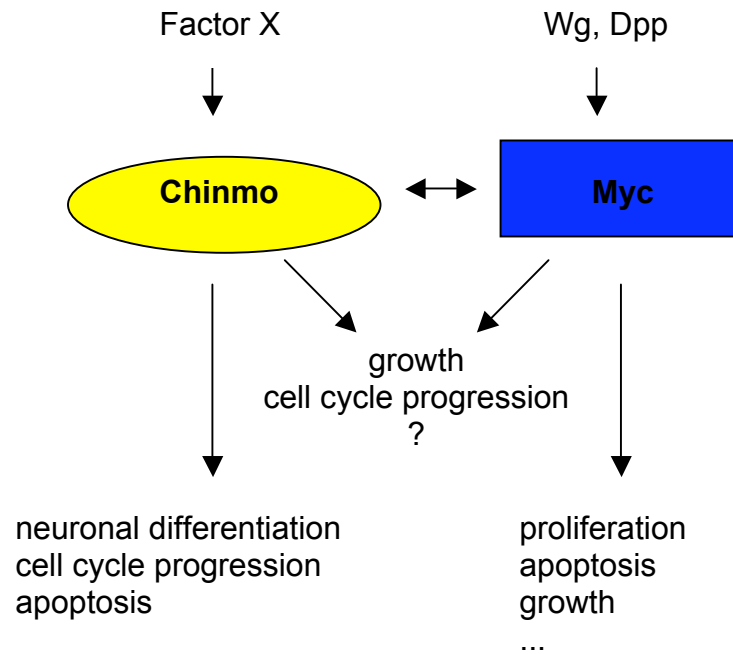 Factor X
Wg, Dpp
Chinmo
Myc
growth
cell cycle progression
?
neuronal differentiation
cell cycle progression
apoptosis
proliferation
apoptosis
growth
...